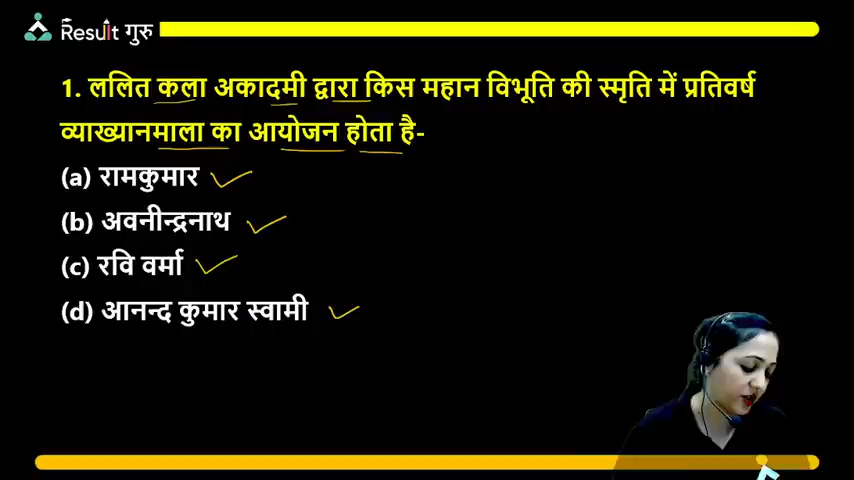 Result गुरु
1. ललित कला अकादमी द्वारा किस महान विभूति की स्मृति में प्रतिवर्ष
व्याख्यानमाला का आयोजन होता है-
(a) रामकुमार
(b) अवनीन्द्रनाथ
(c) रवि वर्मा
(d) आनन्द कुमार स्वामी